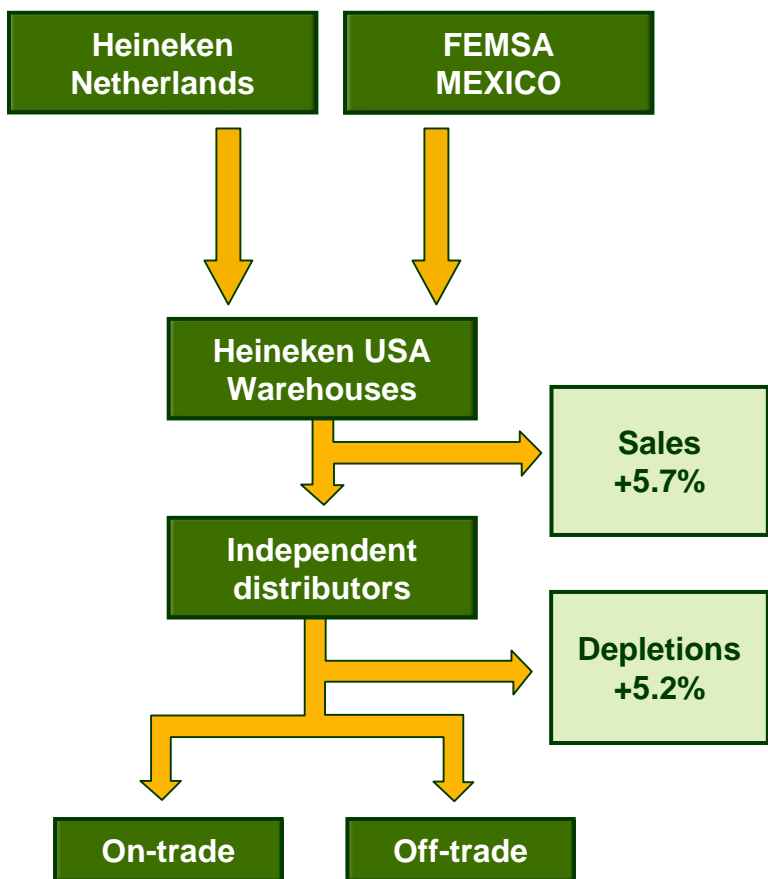 Heineken
Netherlands
FEMSA
MEXICO
Heineken USA
Warehouses
Sales
+5.7%
Independent
distributors
Depletions
+5.2%
On-trade
Off-trade